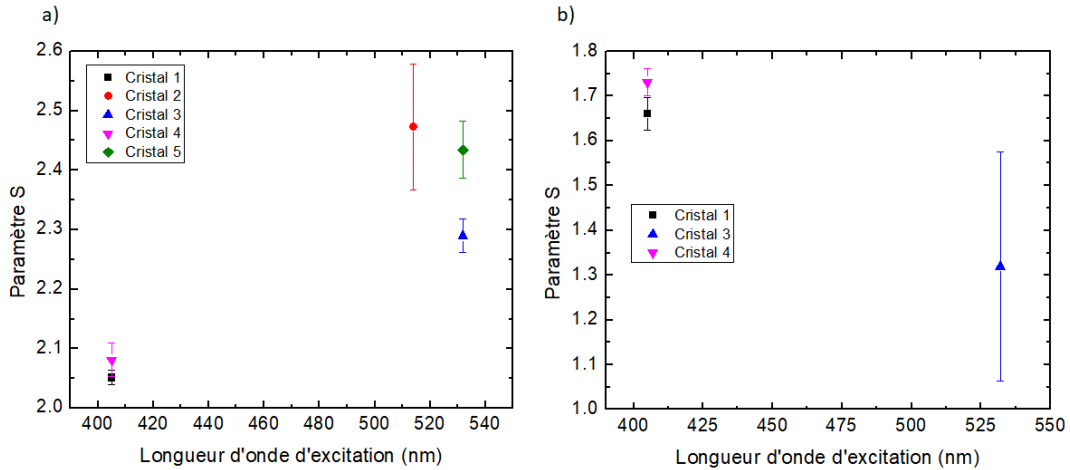 a)
2.6
2.5
2.4
2.3
2.2
2.1
2.0
Paramètre S
Cristal 1
Cristal 2
Cristal 3
Cristal 4
Cristal 5
400 420 440 460 480 500 520 540
Longueur d'onde d'excitation (nm)
b)
1.8
1.7
1.6
1.5
1.4
1.3
1.2
1.1
1.0
Paramètre S
Cristal 1
Cristal 3
Cristal 4
400 425 450 475 500 525 550
Longueur d'onde d'excitation (nm)